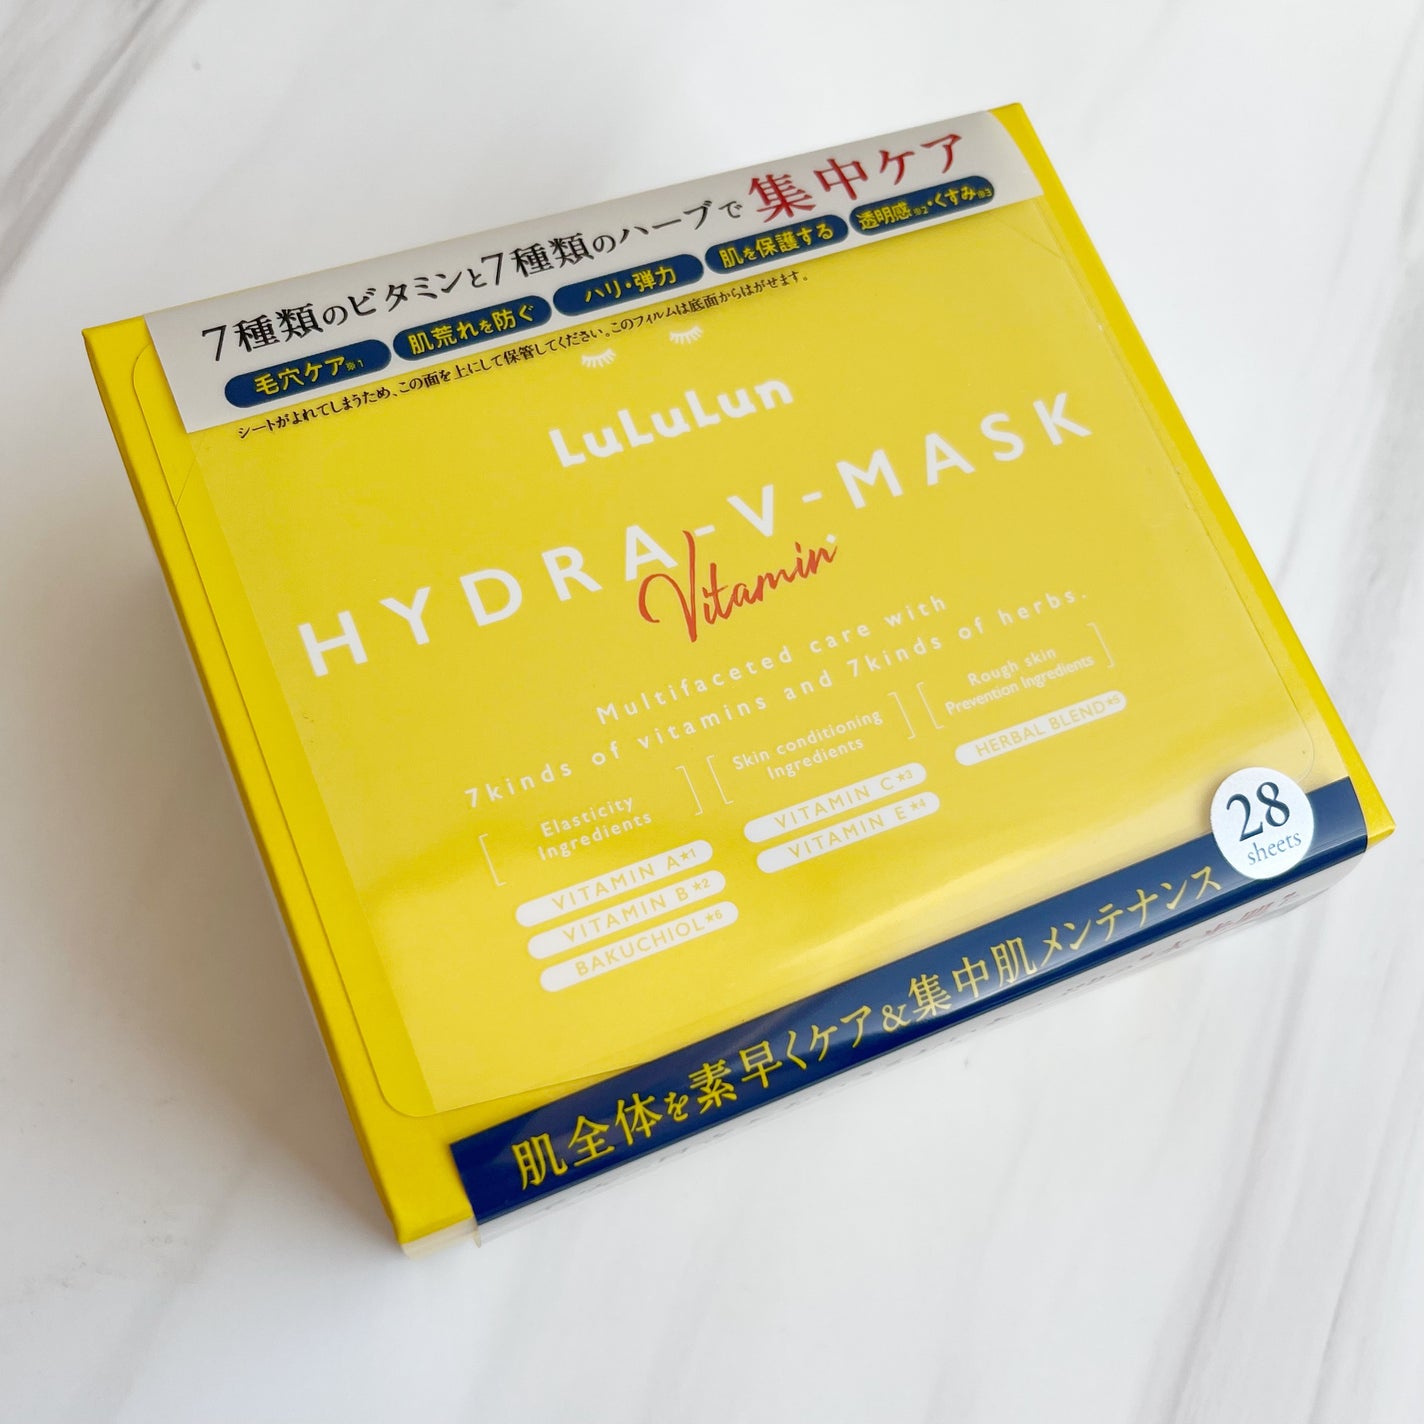 7種類のビタミンと7種類のハーブで集中ケア
毛穴ケア※1 肌荒れを防ぐ ハリ・弾力 肌を保護する 透明感※2・くすみ※3
シートがよれてしまうため、この面を上にして保管してください。このフィルムは底面からはがせます。
LuLuLun
HYDRA-V-MASK
Vitamin
Multifaceted care with
7kinds of vitamins and 7kinds of herbs.
Elasticity
Ingredients
VITAMIN A★1
VITAMIN B★2
BAKUCHIOL★6
Skin conditioning
Ingredients
VITAMIN C★3
VITAMIN E★4
Rough skin
Prevention Ingredients
HERBAL BLEND★5
28
sheets
肌全体を素早くケア&集中肌メンテナンス